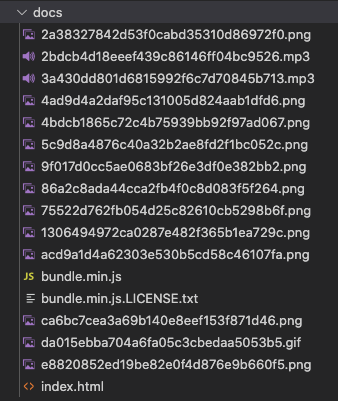 docs
2a38327842d53f0cabd35310d86972f0.png
2bdcb4d18eeef439c86146ff04bc9526.mp3
3a430dd801d6815992f6c7d70845b713.mp3
4ad9d4a2daf95c131005d824aab1dfd6.png
4bdcb1865c72c4b75939bb92f97ad067.png
5c9d8a4876c40a32b2ae8fd2f1bc052c.png
9f017d0cc5ae0683bf26e3df0e382bb2.png
86a2c8ada44cca2fb4f0c8d083f5f264.png
75522d762fb054d25c82610cb5298b6f.png
1306494972ca0287e482f365b1ea729c.png
acd9a1d4a62303e530b5cd58c46107fa.png
JS bundle.min.js
bundle.min.js.LICENSE.txt
ca6bc7cea3a69b140e8eef153f871d46.png
da015ebba704a6fa05c3cbedaa5053b5.gif
e8820852ed19be82e0f4d876e9b660f5.png
<> index.html